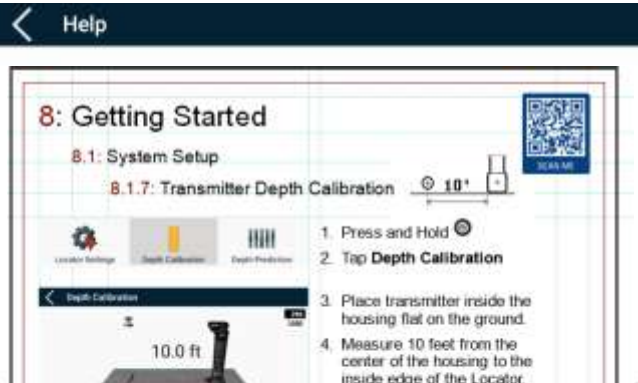 Help
8: Getting Started
8.1: System Setup
8.1.7: Transmitter Depth Calibration
10'
SCAN ME
1. Press and Hold
2. Tap Depth Calibration
Locator Settings
Depth Calibration
Depth Prediction
Depth Calibration
10.0 ft
3. Place transmitter inside the
housing flat on the ground.
4. Measure 10 feet from the
center of the housing to the
inside edge of the Locator